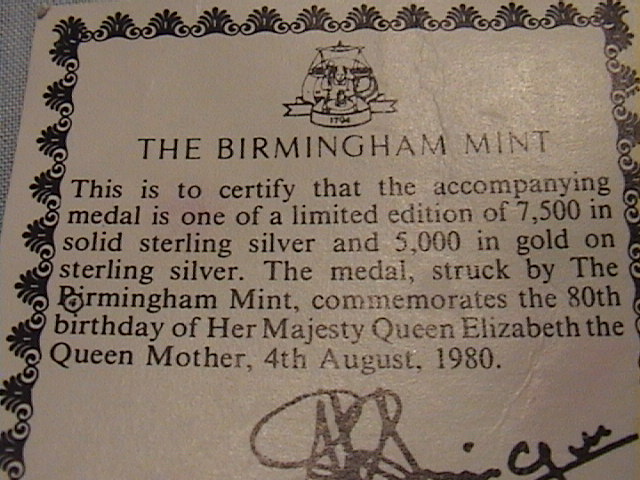 1794
THE BIRMINGHAM MINT
This is to certify that the accompanying
medal is one of a limited edition of 7,500 in
solid sterling silver and 5,000 in gold on
sterling silver. The medal, struck by The
Birmingham Mint, commemorates the 80th
birthday of Her Majesty Queen Elizabeth the
Queen Mother, 4th August, 1980.